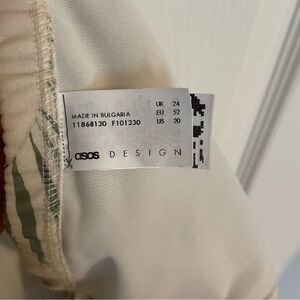 MADE IN BULGARIA
11868130 F101330
UK 24
EU 52
US 20
asos DESIGN